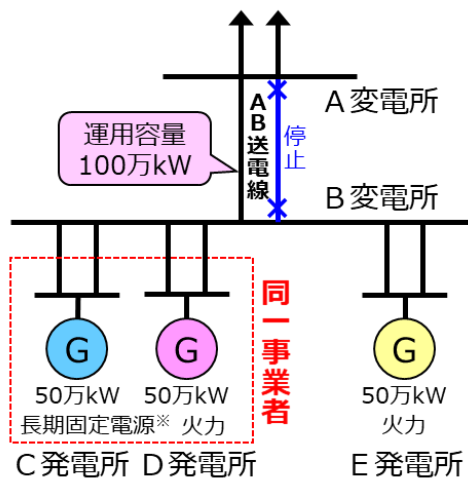 運用容量
100万kW
AB送電線
停止
A変電所
B変電所
同一事業者
G
G
G
50万kW
50万kW
50万kW
長期固定電源※
火力
火力
C発電所
D発電所
E発電所